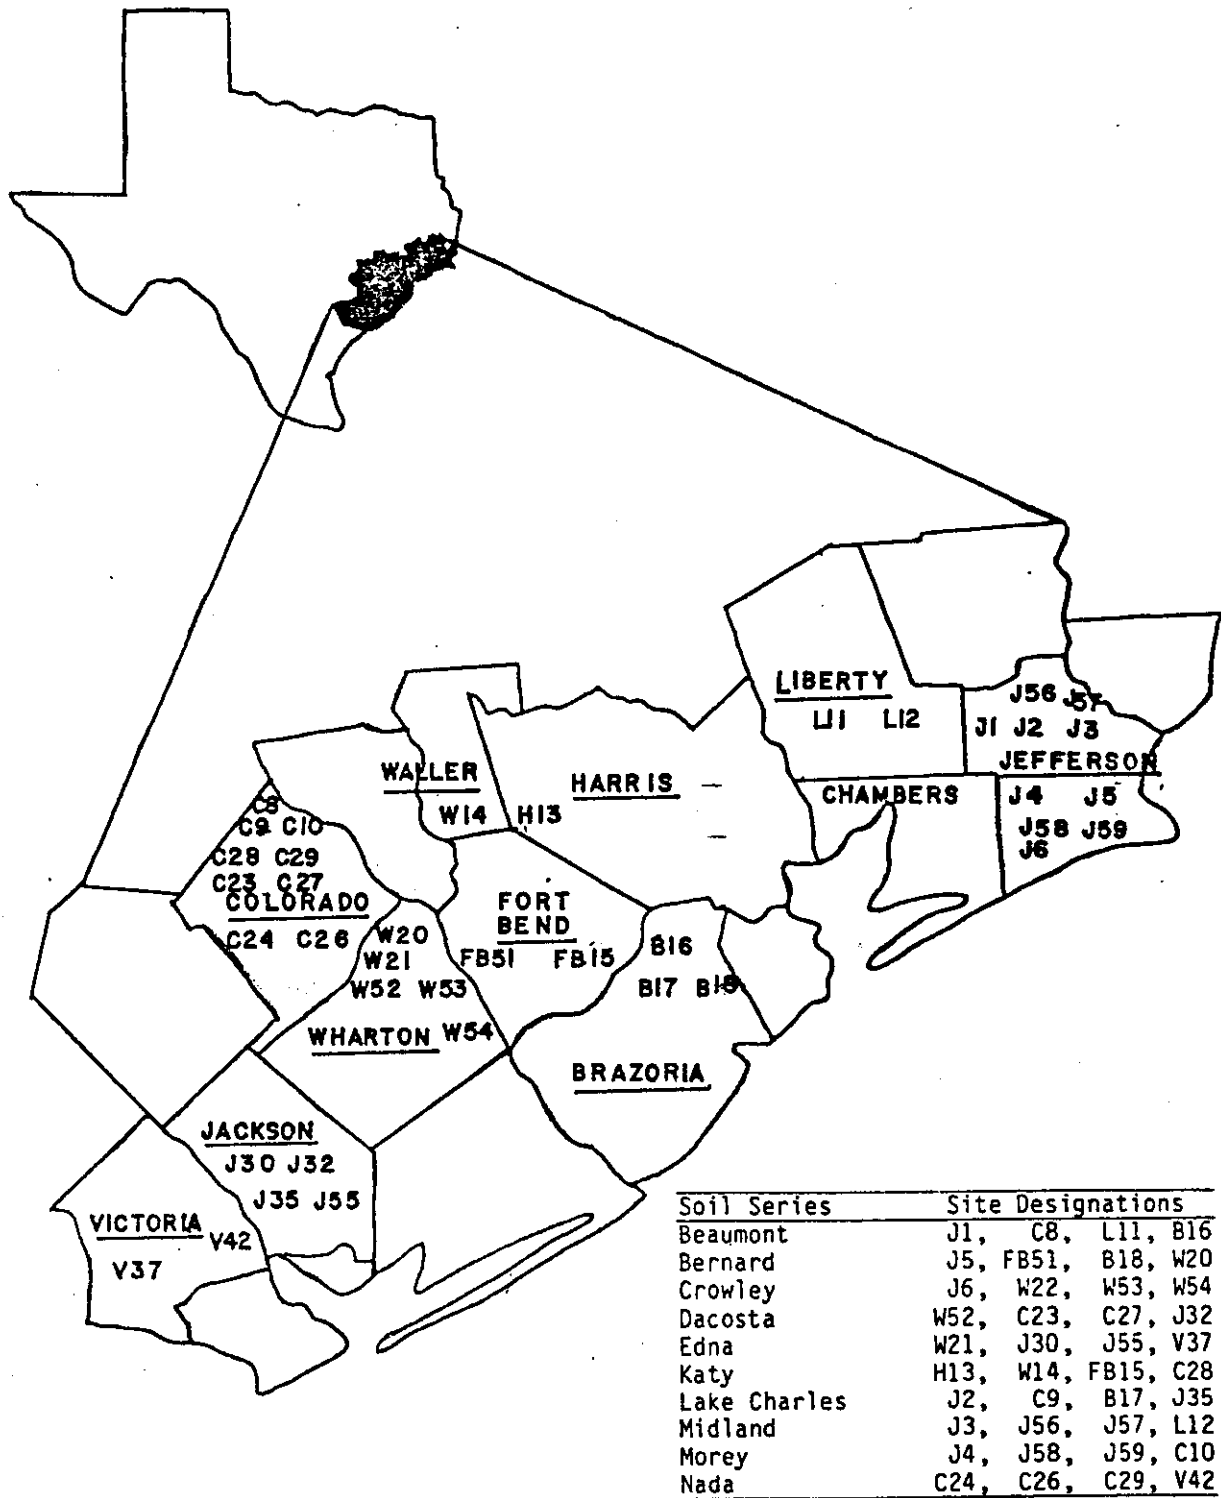 LIBERTY
L11 L12
J56 J57
J1 J2 J3
JEFFERSON
WALLER
W14 H13
HARRIS
CHAMBERS
J4 J5
J58 J59
J6
C8
C9 C10
C28 C29
C23 C27
COLORADO
C24 C26
W20
W21
W52 W53
WHARTON W54
FORT
BEND
FB51 FB15
B16
B17 B18
BRAZORIA
JACKSON
J30 J32
J35 J55
VICTORIA V42
V37
Soil Series Site Designations
Beaumont J1, C8, L11, B16
Bernard J5, FB51, B18, W20
Crowley J6, W22, W53, W54
Dacosta W52, C23, C27, J32
Edna W21, J30, J55, V37
Katy H13, W14, FB15, C28
Lake Charles J2, C9, B17, J35
Midland J3, J56, J57, L12
Morey J4, J58, J59, C10
Nada C24, C26, C29, V42